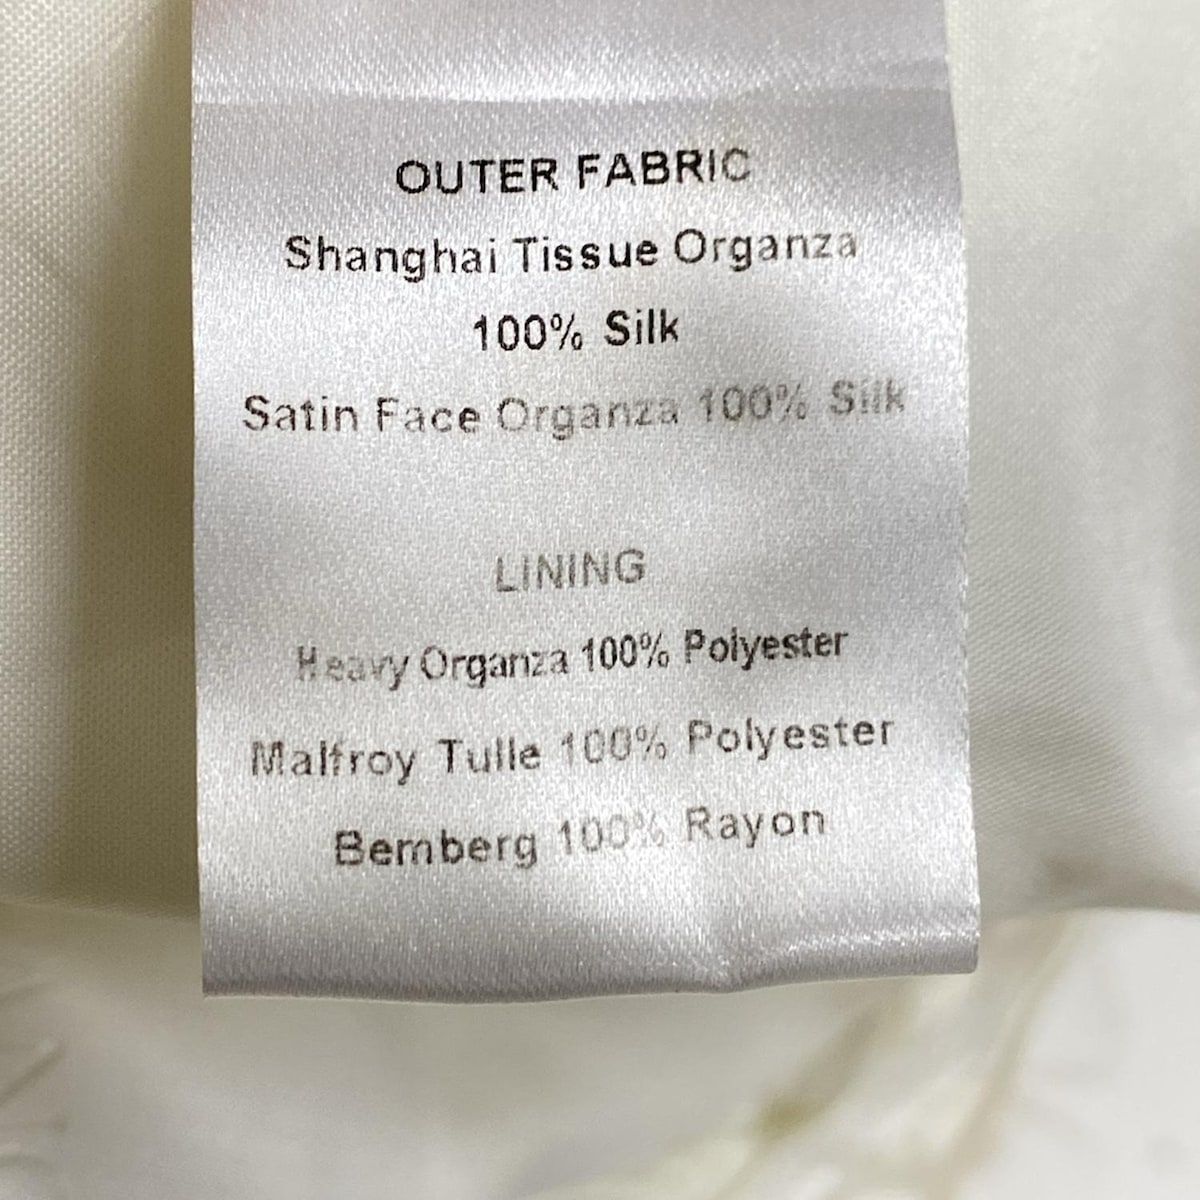 OUTER FABRIC
Shanghai Tissue Organza
100% Silk
Satin Face Organza 100% Silk
LINING
Heavy Organza 100% Polyester
Malfroy Tulle 100% Polyester
Bemberg 100% Rayon